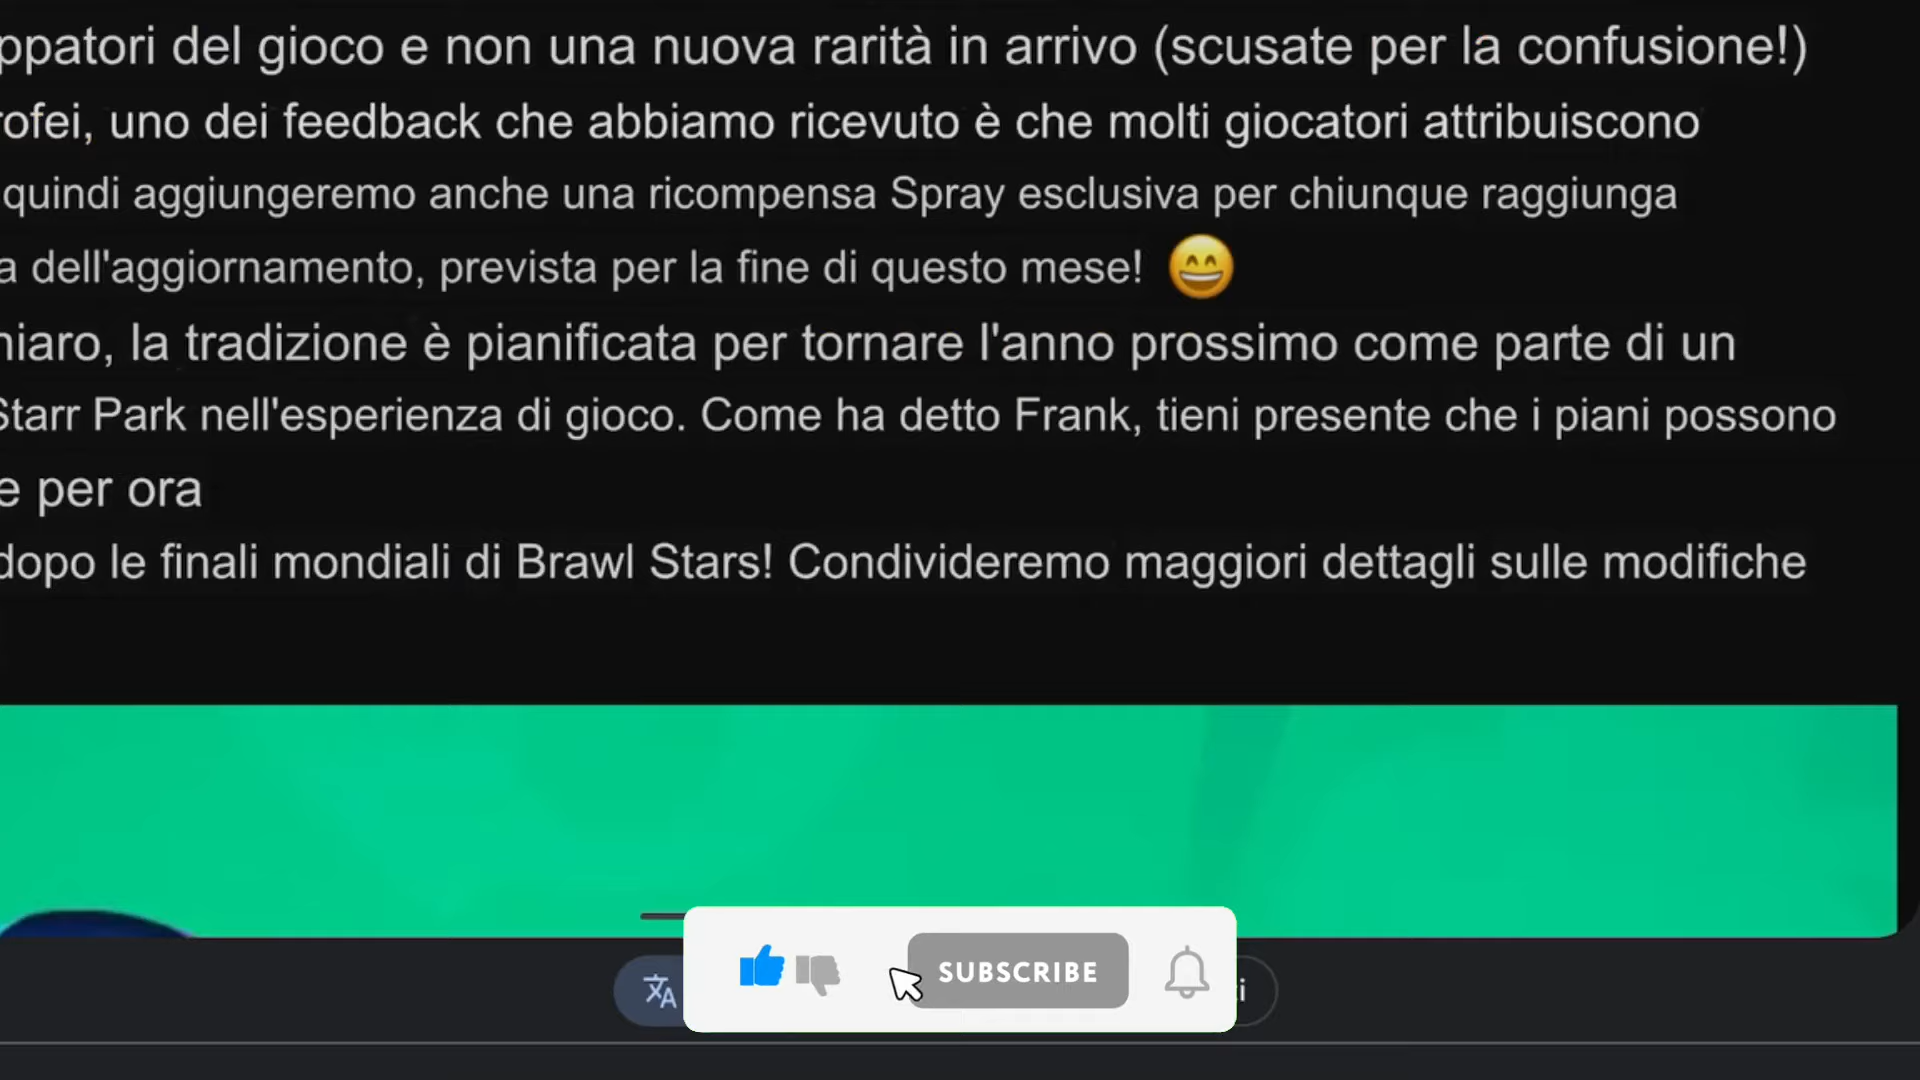 ppatori del gioco e non una nuova rarità in arrivo (scusate per la confusione!)
rofei, uno dei feedback che abbiamo ricevuto è che molti giocatori attribuiscono
quindi aggiungeremo anche una ricompensa Spray esclusiva per chiunque raggiunga
a dell'aggiornamento, prevista per la fine di questo mese! 😄
hiaro, la tradizione è pianificata per tornare l'anno prossimo come parte di un
Starr Park nell'esperienza di gioco. Come ha detto Frank, tieni presente che i piani possono
e per ora
dopo le finali mondiali di Brawl Stars! Condivideremo maggiori dettagli sulle modifiche
SUBSCRIBE